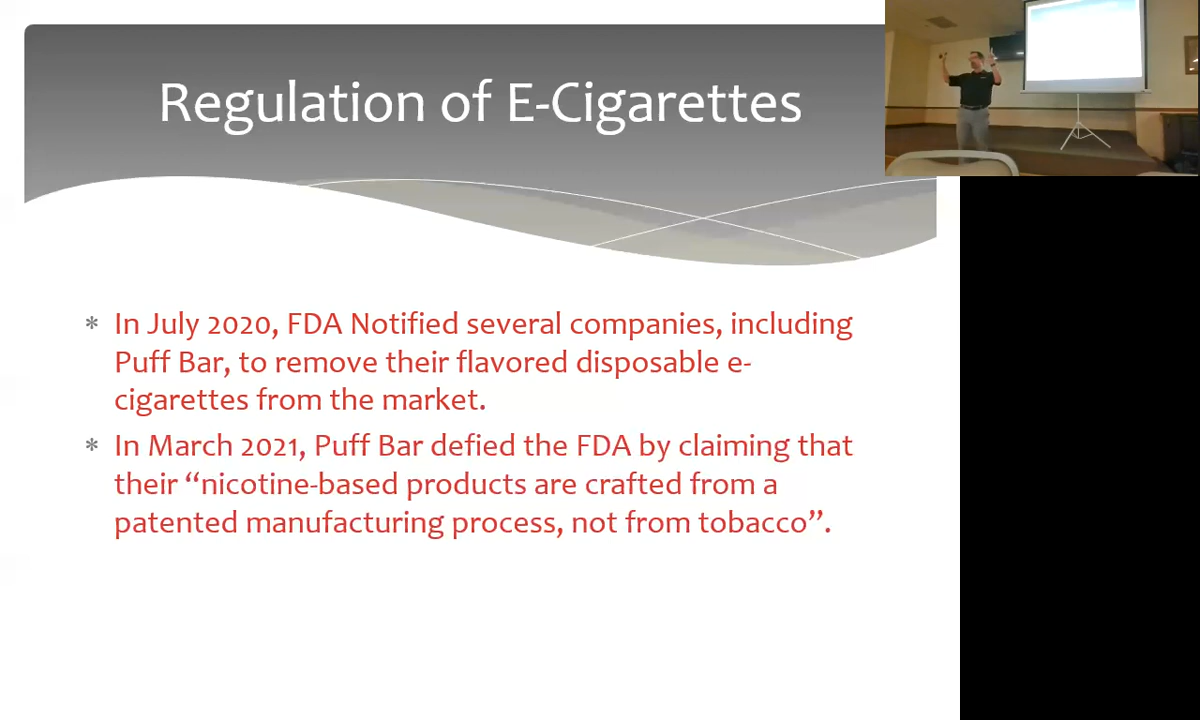 Regulation of E-Cigarettes
* In July 2020, FDA Notified several companies, including
Puff Bar, to remove their flavored disposable e-
cigarettes from the market.
* In March 2021, Puff Bar defied the FDA by claiming that
their “nicotine-based products are crafted from a
patented manufacturing process, not from tobacco”.